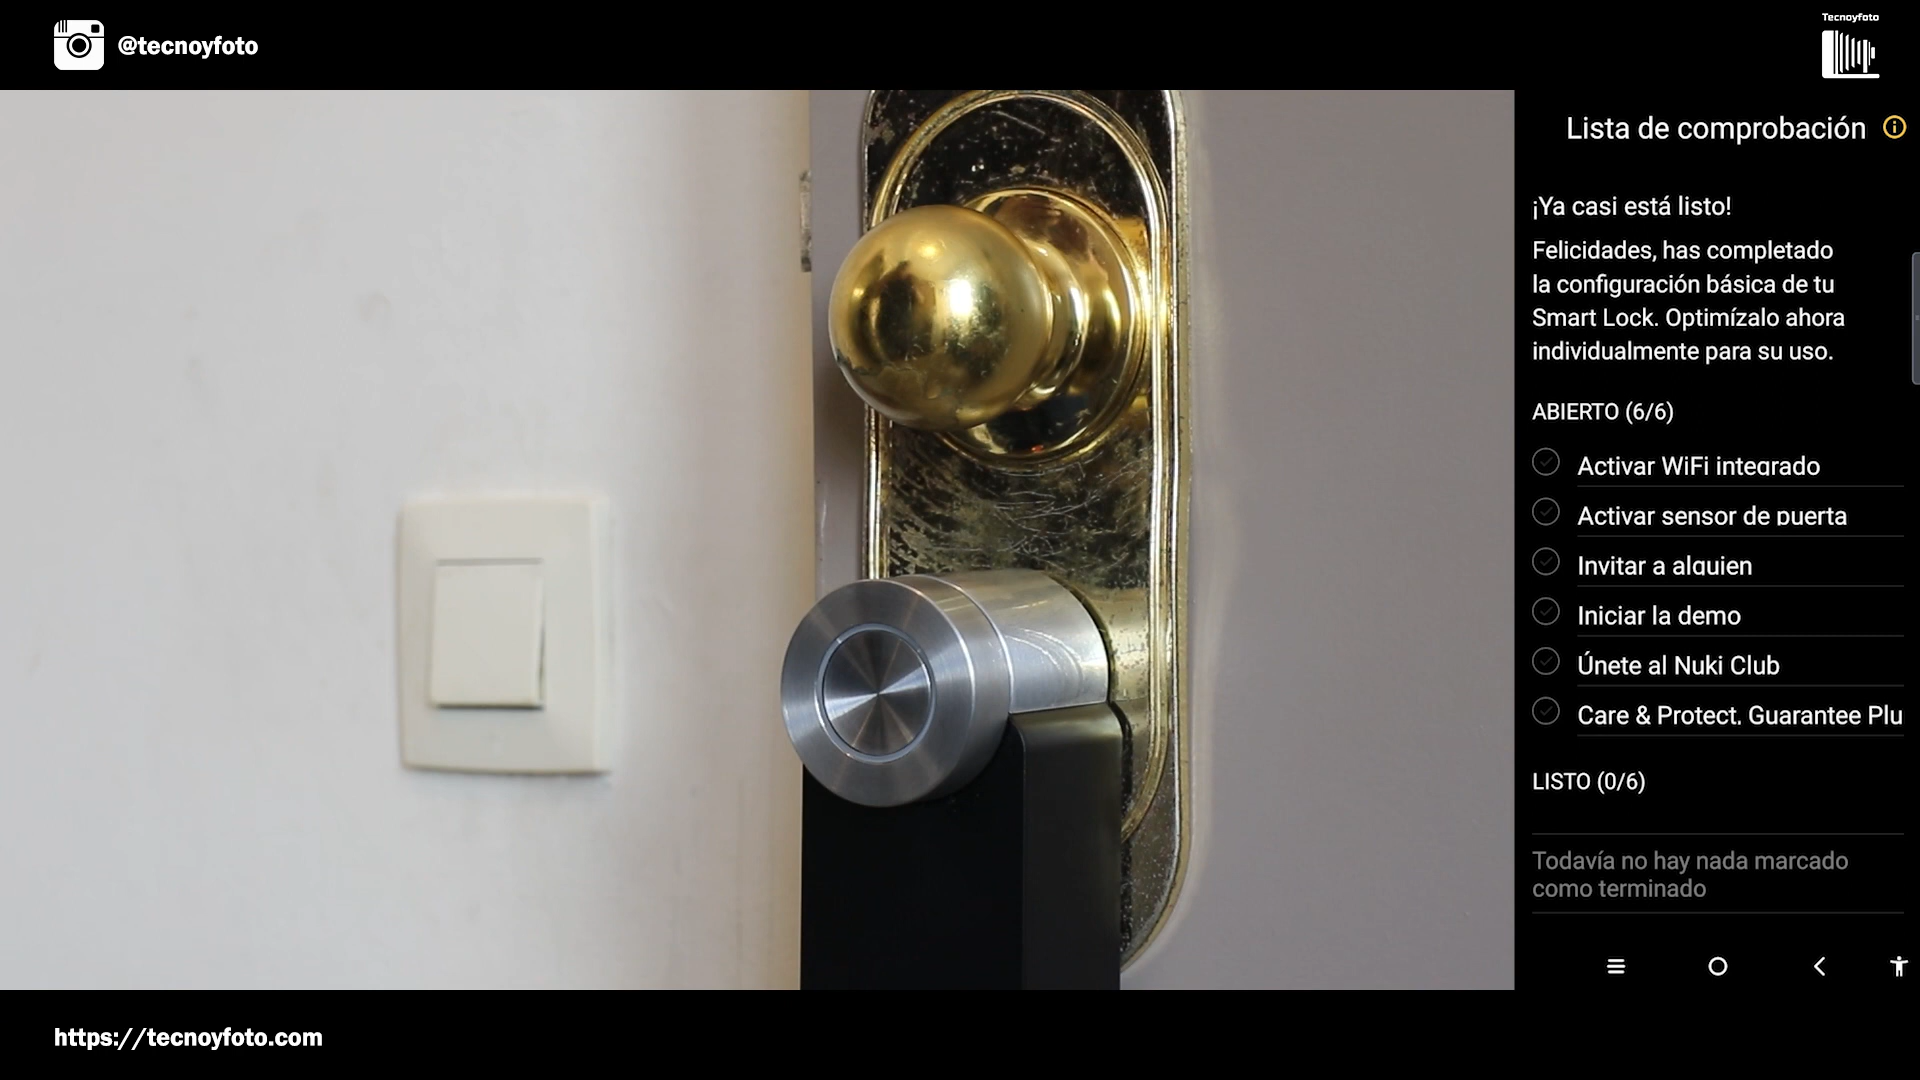 @tecnoyfoto
Tecnoyfoto
Lista de comprobación
¡Ya casi está listo!
Felicidades, has completado
la configuración básica de tu
Smart Lock. Optimízalo ahora
individualmente para su uso.
ABIERTO (6/6)
Activar WiFi integrado
Activar sensor de puerta
Invitar a alguien
Iniciar la demo
Únete al Nuki Club
Care & Protect. Guarantee Plu
LISTO (0/6)
Todavía no hay nada marcado
como terminado
https://tecnoyfoto.com